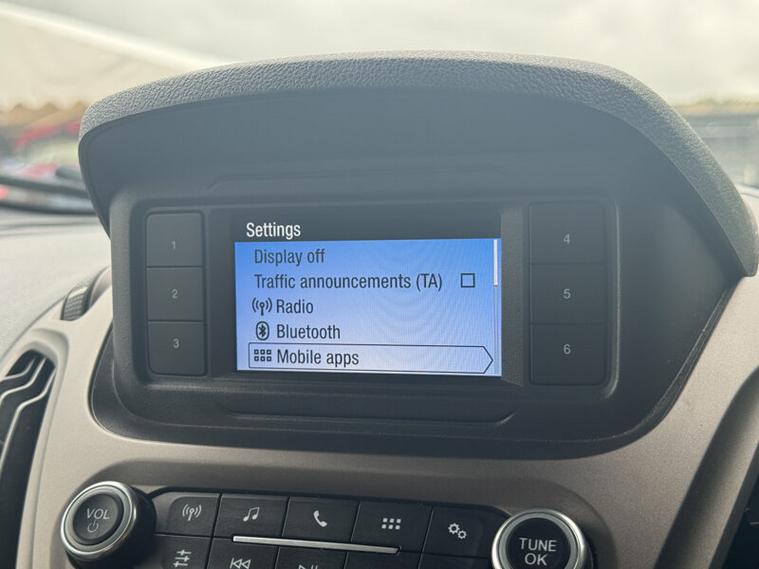 Settings
Display off
Traffic announcements (TA)
Radio
Bluetooth
Mobile apps
1
2
3
4
5
6
VOL
TUNE
OK